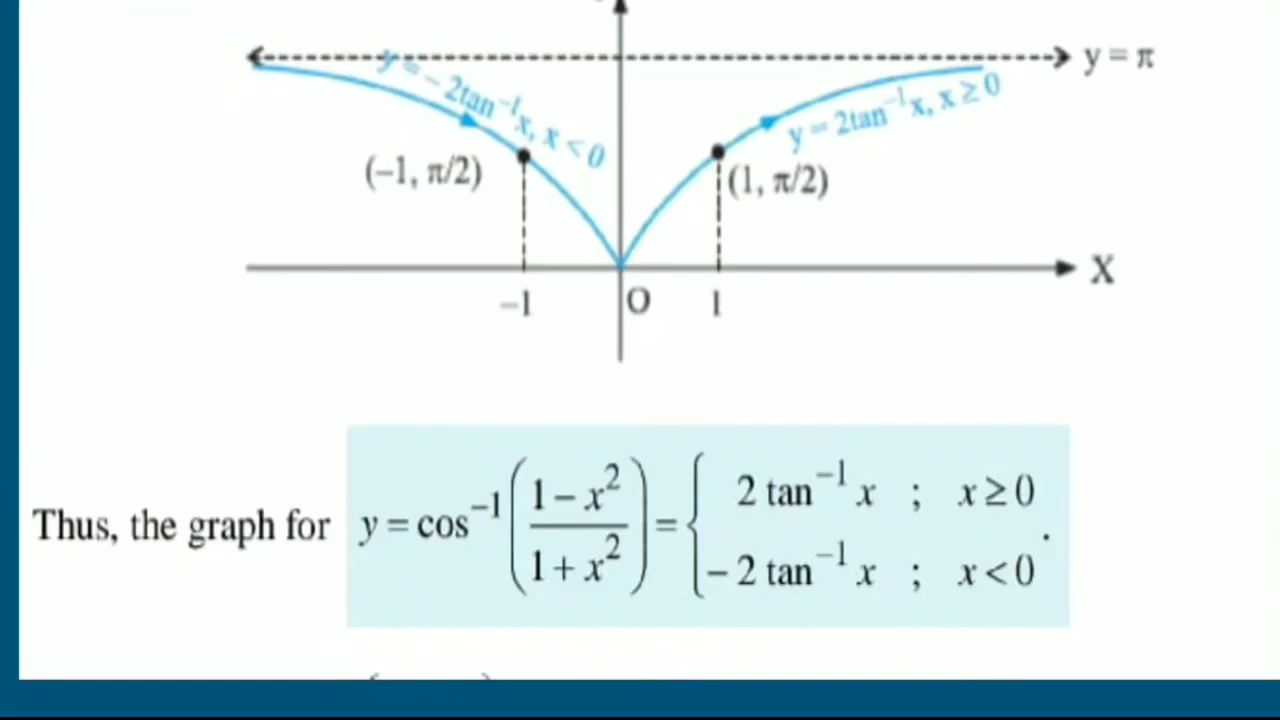 y = π
y = – 2tan⁻¹x, x < 0
y = 2tan⁻¹x, x ≥ 0
(–1, π/2)
(1, π/2)
X
–1 O 1
Thus, the graph for y = cos⁻¹((1 – x²)/(1 + x²)) = { 2 tan⁻¹ x ; x ≥ 0
– 2 tan⁻¹ x ; x < 0 .